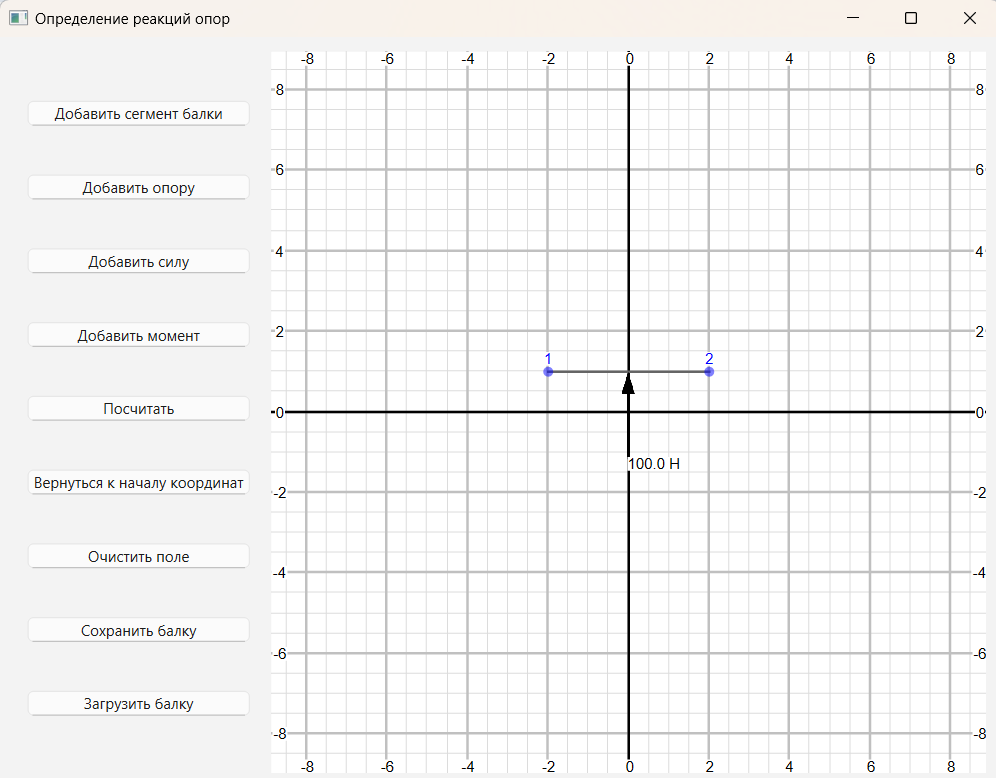 Определение реакций опор
-8 -6 -4 -2 0 2 4 6 8
8 8
Добавить сегмент балки
6 6
Добавить опору
4 4
Добавить силу
2 2
Добавить момент
1 2
Посчитать
0 0
100.0 Н
Вернуться к началу координат
-2 -2
Очистить поле
-4 -4
Сохранить балку
-6 -6
Загрузить балку
-8 -8
-8 -6 -4 -2 0 2 4 6 8